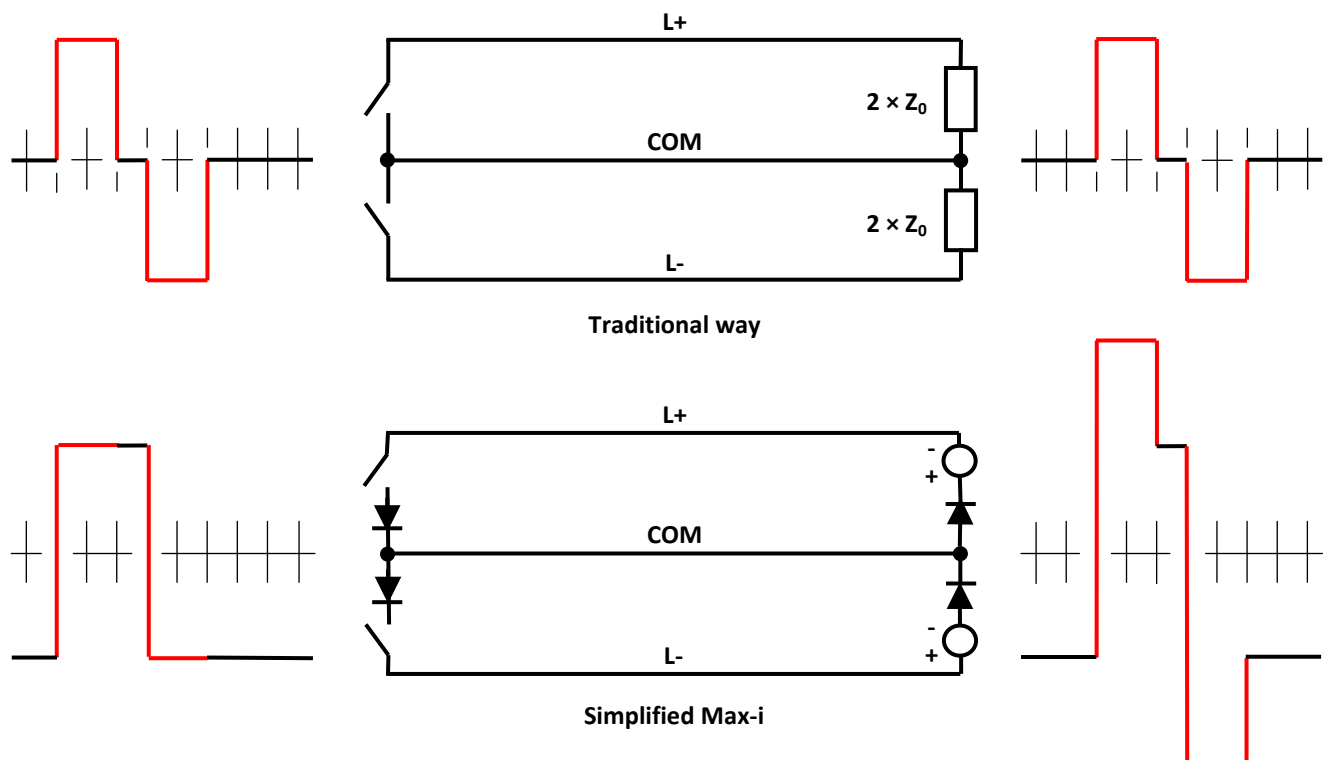 L+
2 × Z₀
COM
2 × Z₀
L-
Traditional way
L+
-
+
COM
-
+
L-
Simplified Max-i